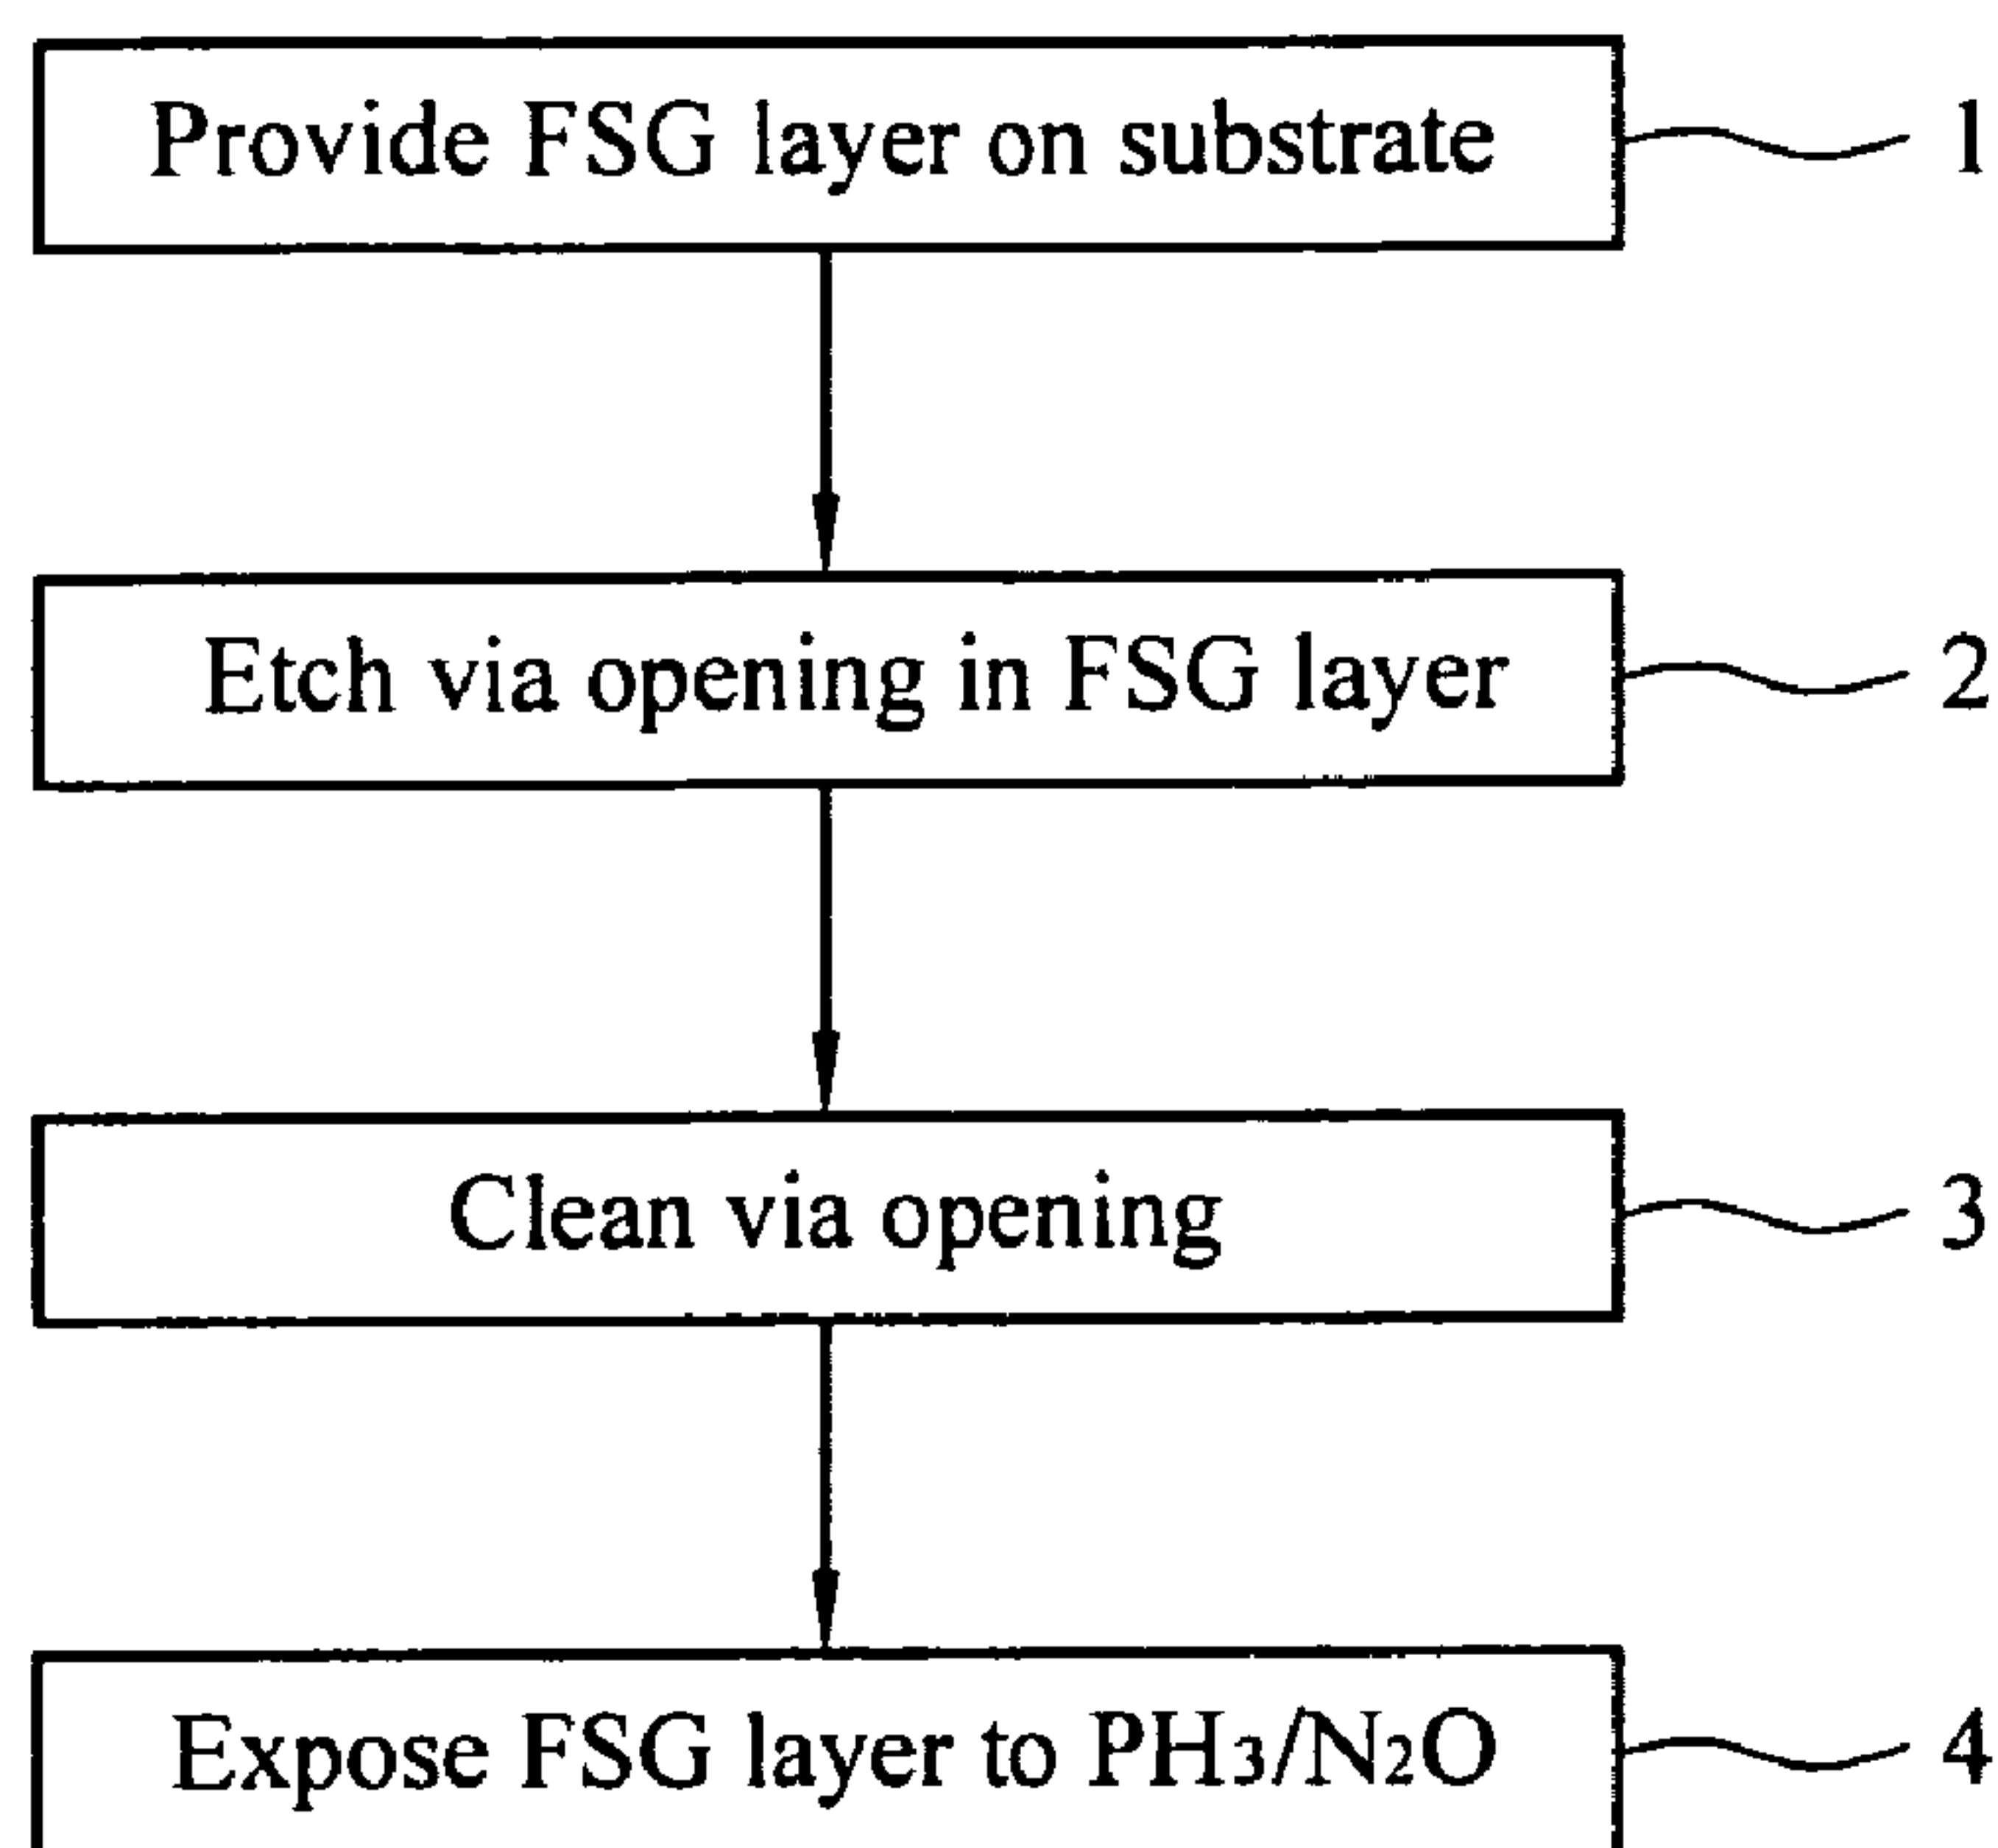 Provide FSG layer on substrate 1
Etch via opening in FSG layer 2
Clean via opening 3
Expose FSG layer to PH₃/N₂O 4